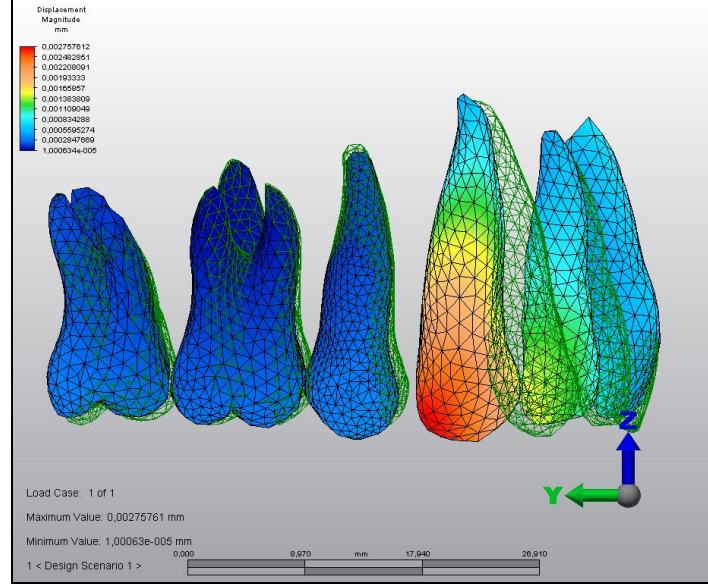 Displacement
Magnitude
mm
0,002757612
0,002482851
0,002208091
0,00193333
0,00165857
0,001383809
0,001109049
0,000834288
0,0005595274
0,0002847669
1,000634e-005
Z
Y
Load Case: 1 of 1
Maximum Value: 0,00275761 mm
Minimum Value: 1,00063e-005 mm
0,000 8,970 mm 17,940 26,910
1 < Design Scenario 1 >